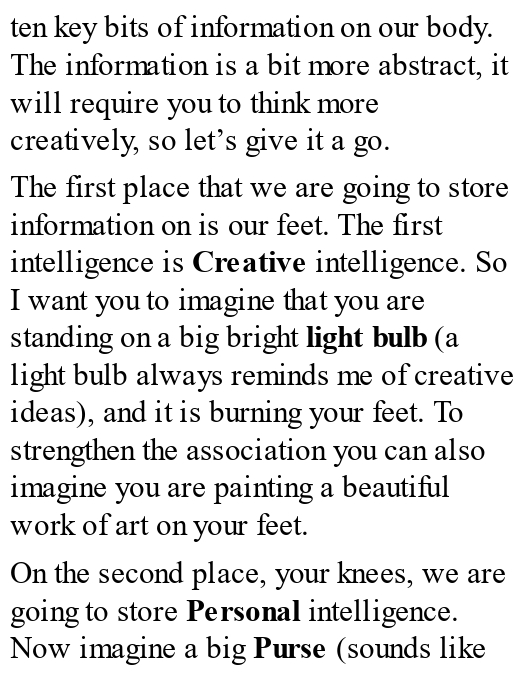 ten key bits of information on our body.
The information is a bit more abstract, it
will require you to think more
creatively, so let’s give it a go.
The first place that we are going to store
information on is our feet. The first
intelligence is Creative intelligence. So
I want you to imagine that you are
standing on a big bright light bulb (a
light bulb always reminds me of creative
ideas), and it is burning your feet. To
strengthen the association you can also
imagine you are painting a beautiful
work of art on your feet.
On the second place, your knees, we are
going to store Personal intelligence.
Now imagine a big Purse (sounds like